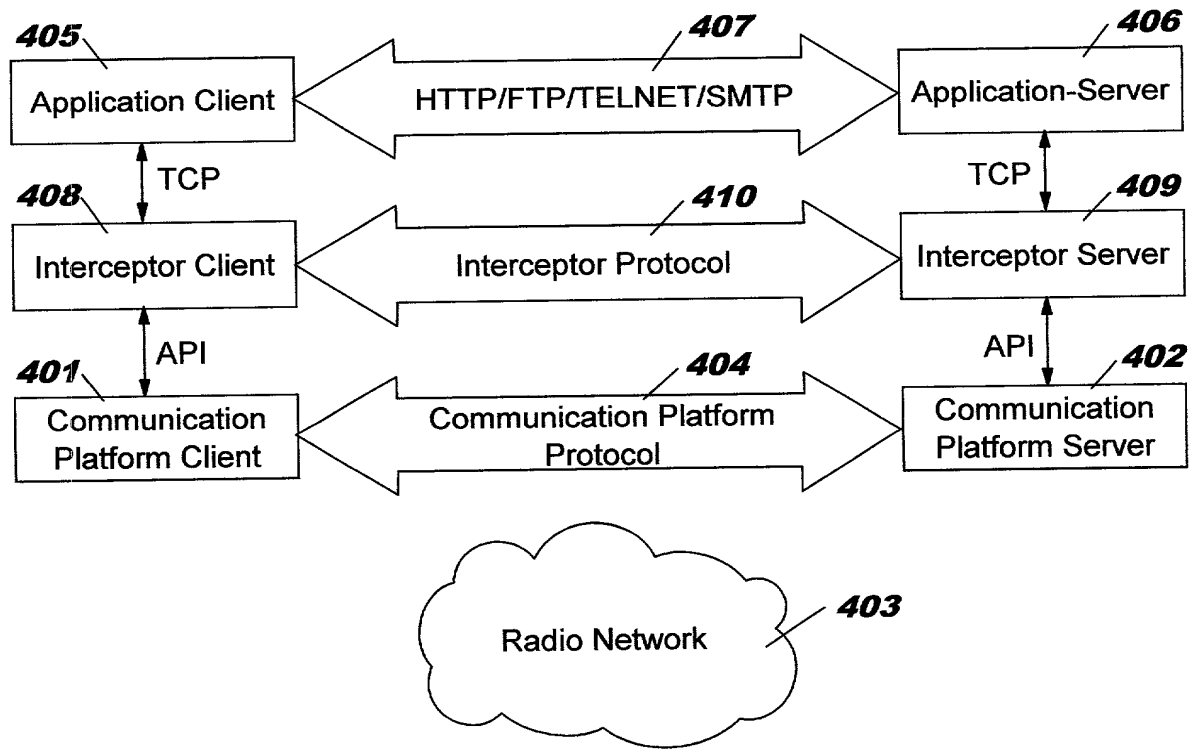 405
407
406
Application Client
HTTP/FTP/TELNET/SMTP
Application-Server
TCP
TCP
408
410
409
Interceptor Client
Interceptor Protocol
Interceptor Server
API
API
401
404
402
Communication
Platform Client
Communication Platform
Protocol
Communication
Platform Server
403
Radio Network